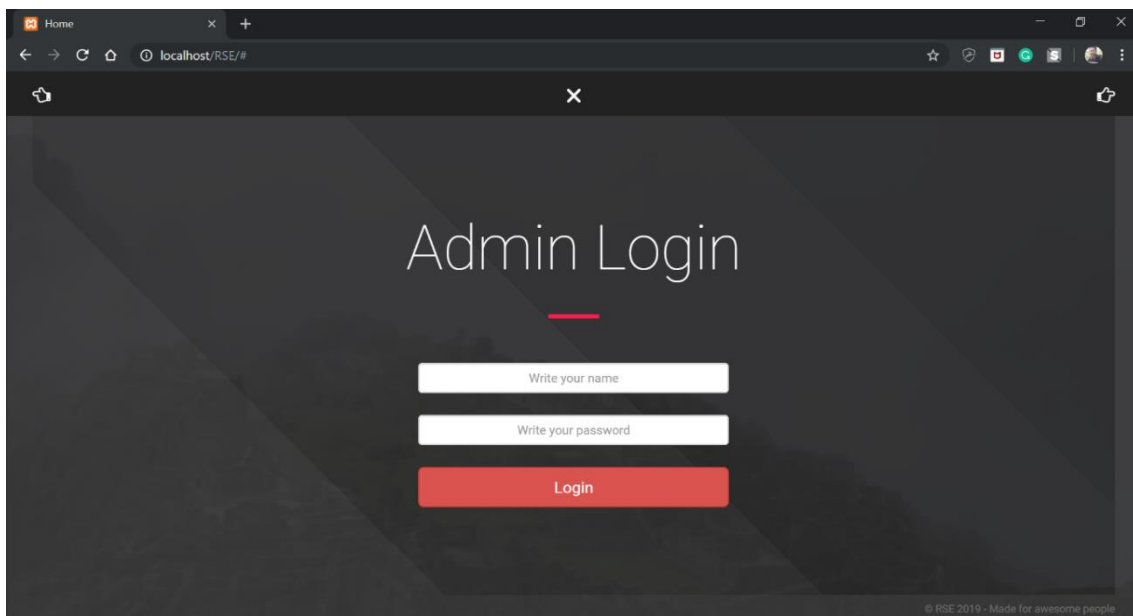 Home
localhost/RSE/#
Admin Login
Write your name
Write your password
Login
© RSE 2019 - Made for awesome people